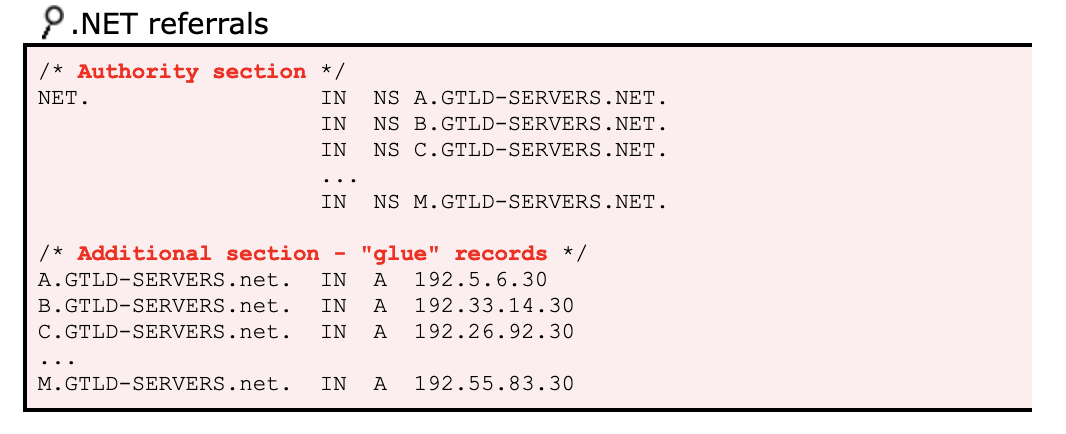 .NET referrals
/* Authority section */
NET. IN NS A.GTLD-SERVERS.NET.
IN NS B.GTLD-SERVERS.NET.
IN NS C.GTLD-SERVERS.NET.
...
IN NS M.GTLD-SERVERS.NET.
/* Additional section - "glue" records */
A.GTLD-SERVERS.net. IN A 192.5.6.30
B.GTLD-SERVERS.net. IN A 192.33.14.30
C.GTLD-SERVERS.net. IN A 192.26.92.30
...
M.GTLD-SERVERS.net. IN A 192.55.83.30